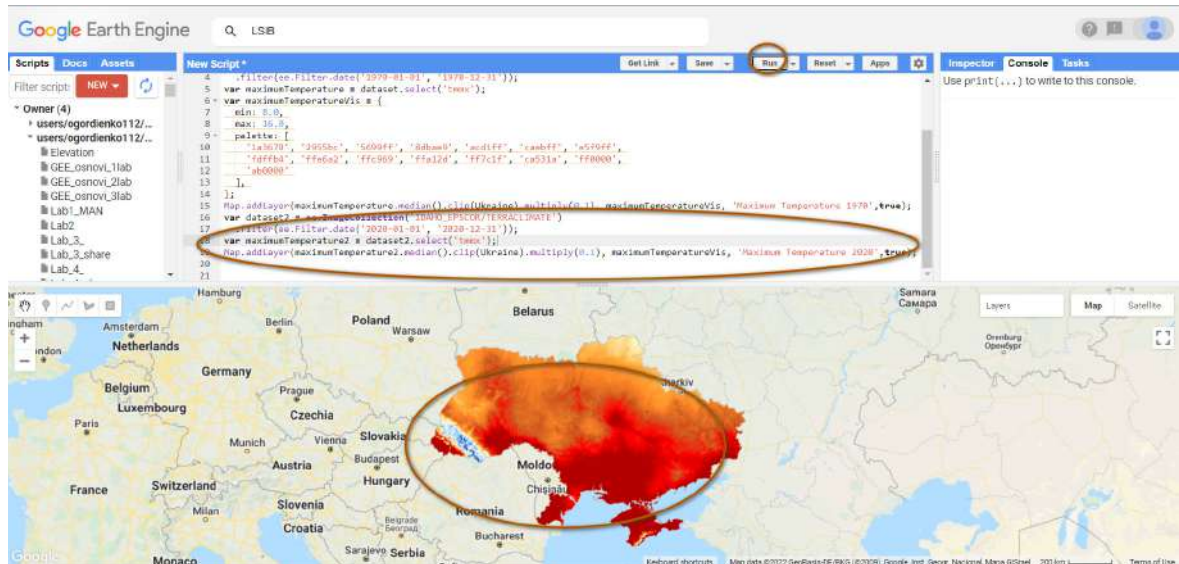 Google Earth Engine
LSIB
Scripts Docs Assets
New Script *
Get Link Save Run Reset Apps
Inspector Console Tasks
Filter script NEW
Use print(...) to write to this console.
Owner (4)
users/ogordienko112/...
users/ogordienko112/...
Elevation
GEE_osnovi_1lab
GEE_osnovi_2lab
GEE_osnovi_3lab
Lab1_MAN
Lab2
Lab_3_
Lab_3_share
Lab_4_
4 .filter(ee.Filter.date('1970-01-01', '1970-12-31'));
5 var maximumTemperature = dataset.select('tmmx');
6 var maximumTemperatureVis = {
7 min: 8.0,
8 max: 16.0,
9 palette: [
10 '1a3678', '2955bc', '5699ff', '8dbae9', 'acd1ff', 'caebff', 'e5f9ff',
11 'fdffb4', 'ffe6a2', 'ffc969', 'ffa12d', 'ff7c1f', 'ca531a', 'ff0000',
12 'ab0000'
13 ],
14 };
15 Map.addLayer(maximumTemperature.median().clip(Ukraine).multiply(0.1), maximumTemperatureVis, 'Maximum Temperature 1970',true);
16 var dataset2 = ee.ImageCollection('IDAHO_EPSCOR/TERRACLIMATE')
17 .filter(ee.Filter.date('2020-01-01', '2020-12-31'));
18 var maximumTemperature2 = dataset2.select('tmmx');
19 Map.addLayer(maximumTemperature2.median().clip(Ukraine).multiply(0.1), maximumTemperatureVis, 'Maximum Temperature 2020',true);
20
21
Layers
Map Satellite
Hamburg
Samara
Самара
Belarus
Amsterdam
Berlin
Poland
Warsaw
Netherlands
Orenburg
Оренбург
Germany
Belgium
Prague
Luxembourg
Czechia
Paris
Munich
Vienna
Slovakia
Austria
Budapest
Moldo
Hungary
Chișinău
France
Switzerland
Slovenia
Milan
Romania
Croatia
Belgrade
Београд
Bucharest
Sarajevo
Serbia
Monaco
Google
Keyboard shortcuts
200 km
Terms of Use